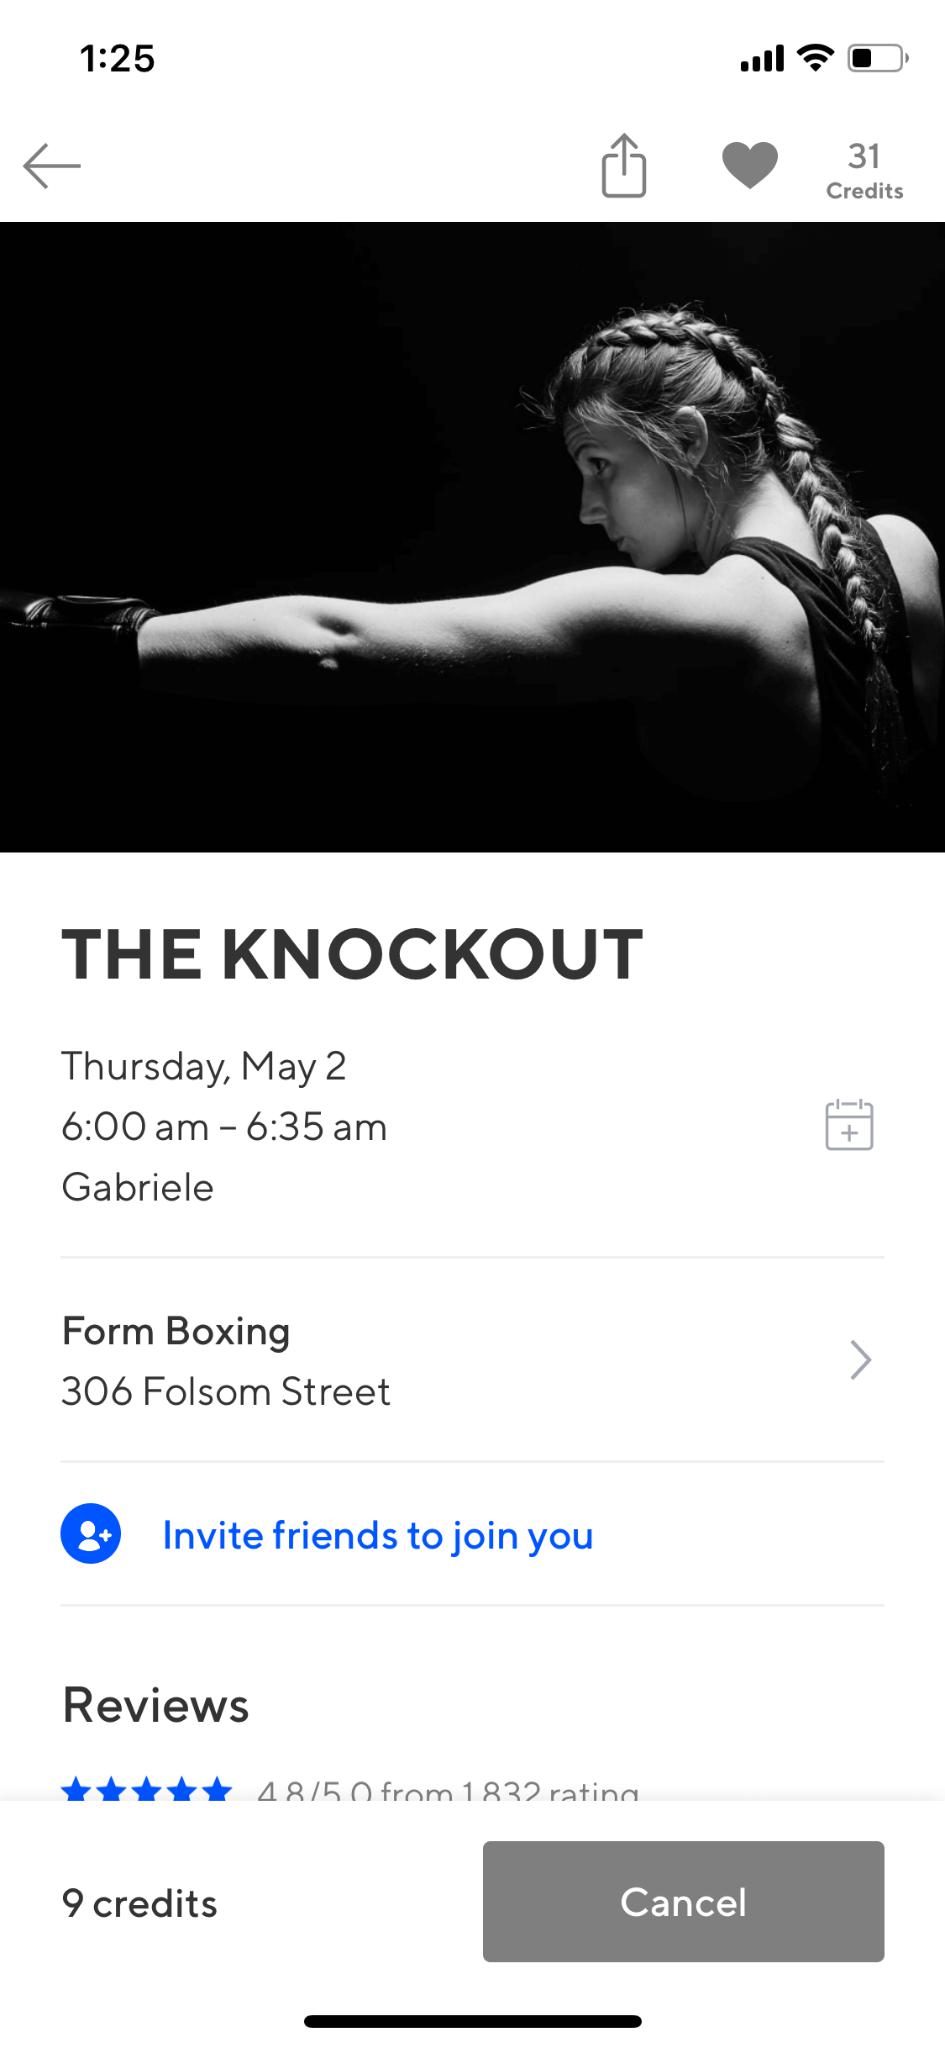 1:25
31
Credits
THE KNOCKOUT
Thursday, May 2
6:00 am – 6:35 am
Gabriele
Form Boxing
306 Folsom Street
Invite friends to join you
Reviews
4.8/5.0 from 1,832 rating
9 credits
Cancel